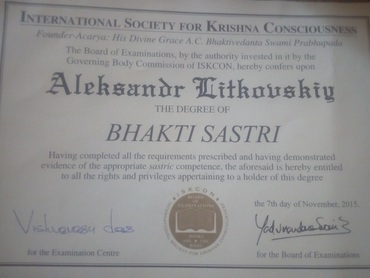 INTERNATIONAL SOCIETY FOR KRISHNA CONSCIOUSNESS
Founder-Acarya: His Divine Grace A.C. Bhaktivedanta Swami Prabhupada
The Board of Examinations, by the authority invested in it by the
Governing Body Commission of ISKCON, hereby confers upon
Aleksandr Litkovskiy
THE DEGREE OF
BHAKTI SASTRI
Having completed all the requirements prescribed and having demonstrated
evidence of the appropriate sastric competence, the aforesaid is hereby entitled
to all the rights and privileges appertaining to a holder of this degree
the 7th day of November, 2015.
ISKCON
BOARD OF
EXAMINATIONS
for the Examination Centre
for the Board of Examinations